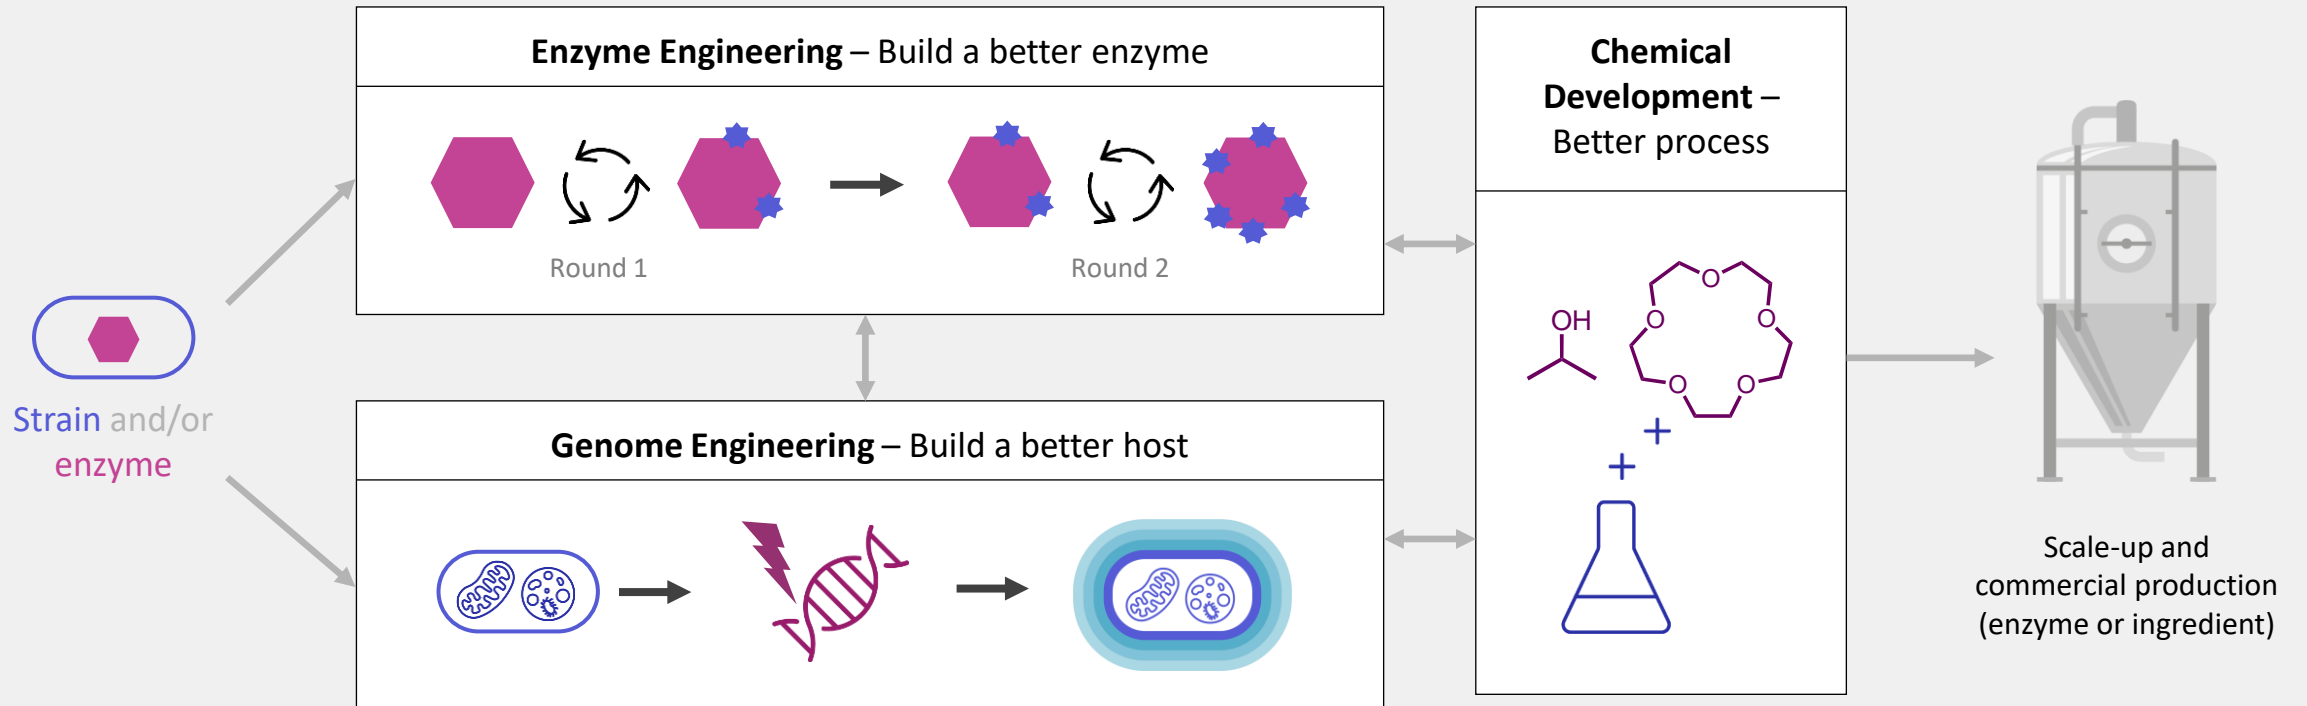 Enzyme Engineering – Build a better enzyme
Round 1
Round 2
Strain and/or
enzyme
Genome Engineering – Build a better host
Chemical
Development –
Better process
OH
O
O
O
O
O
+
+
Scale-up and
commercial production
(enzyme or ingredient)